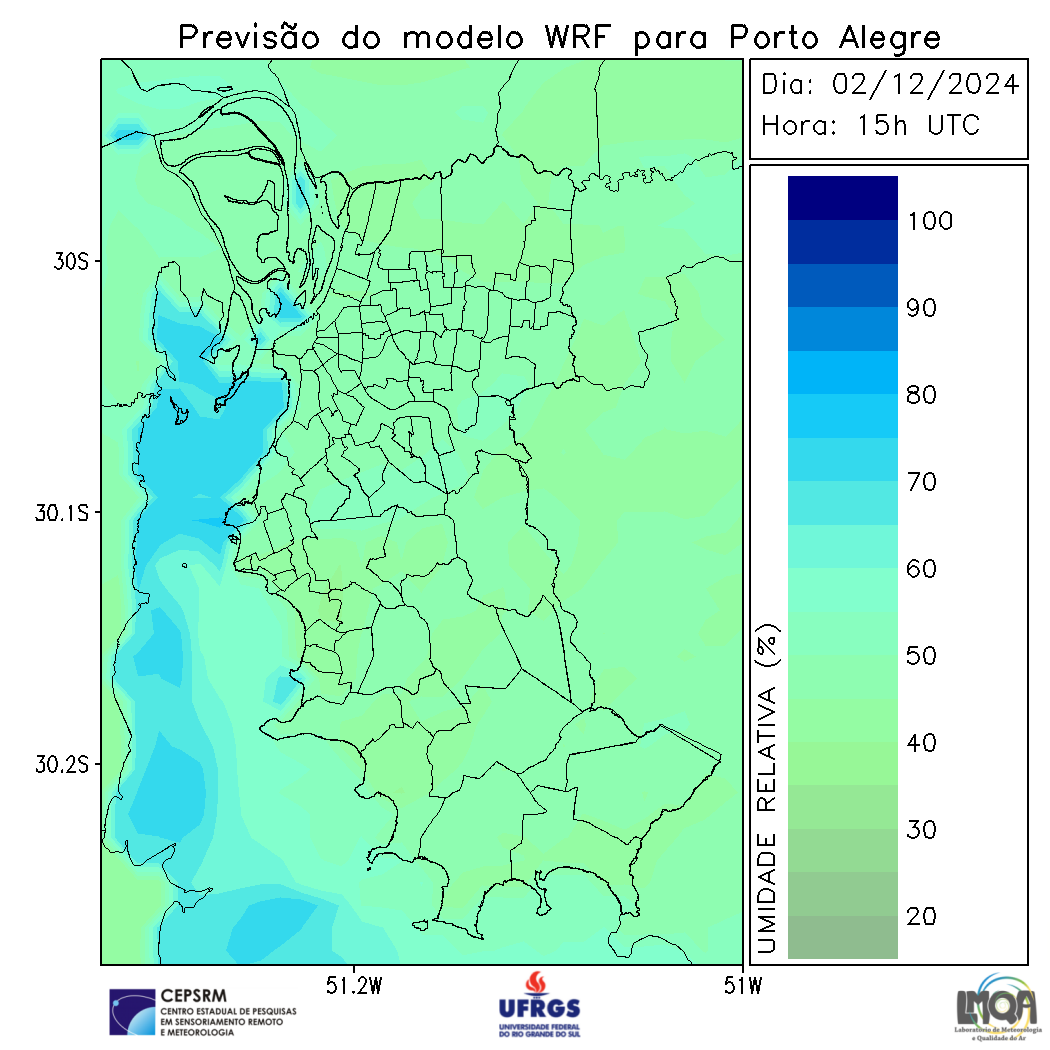 Previsão do modelo WRF para Porto Alegre
Dia: 02/12/2024
Hora: 15h UTC
100
90
80
70
60
50
40
30
20
UMIDADE RELATIVA (%)
30S
30.1S
30.2S
51.2W
51W
CEPSRM
CENTRO ESTADUAL DE PESQUISAS
EM SENSORIAMENTO REMOTO
E METEOROLOGIA
UFRGS
UNIVERSIDADE FEDERAL
DO RIO GRANDE DO SUL
LMQA
Laboratório de Meteorologia
e Qualidade do Ar